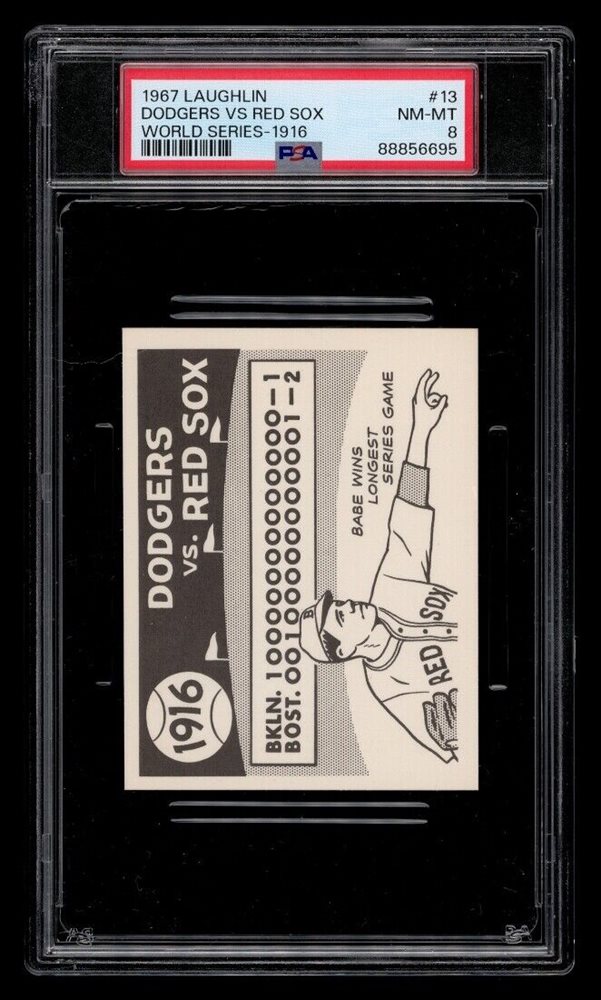 1967 LAUGHLIN #13
DODGERS VS RED SOX NM-MT
WORLD SERIES-1916 8
PSA 88856695
1916
DODGERS
vs. RED SOX
BKLN. 10000000000000–1
BOST. 00100000000001–2
BABE WINS
LONGEST
SERIES GAME
B
RED SOX